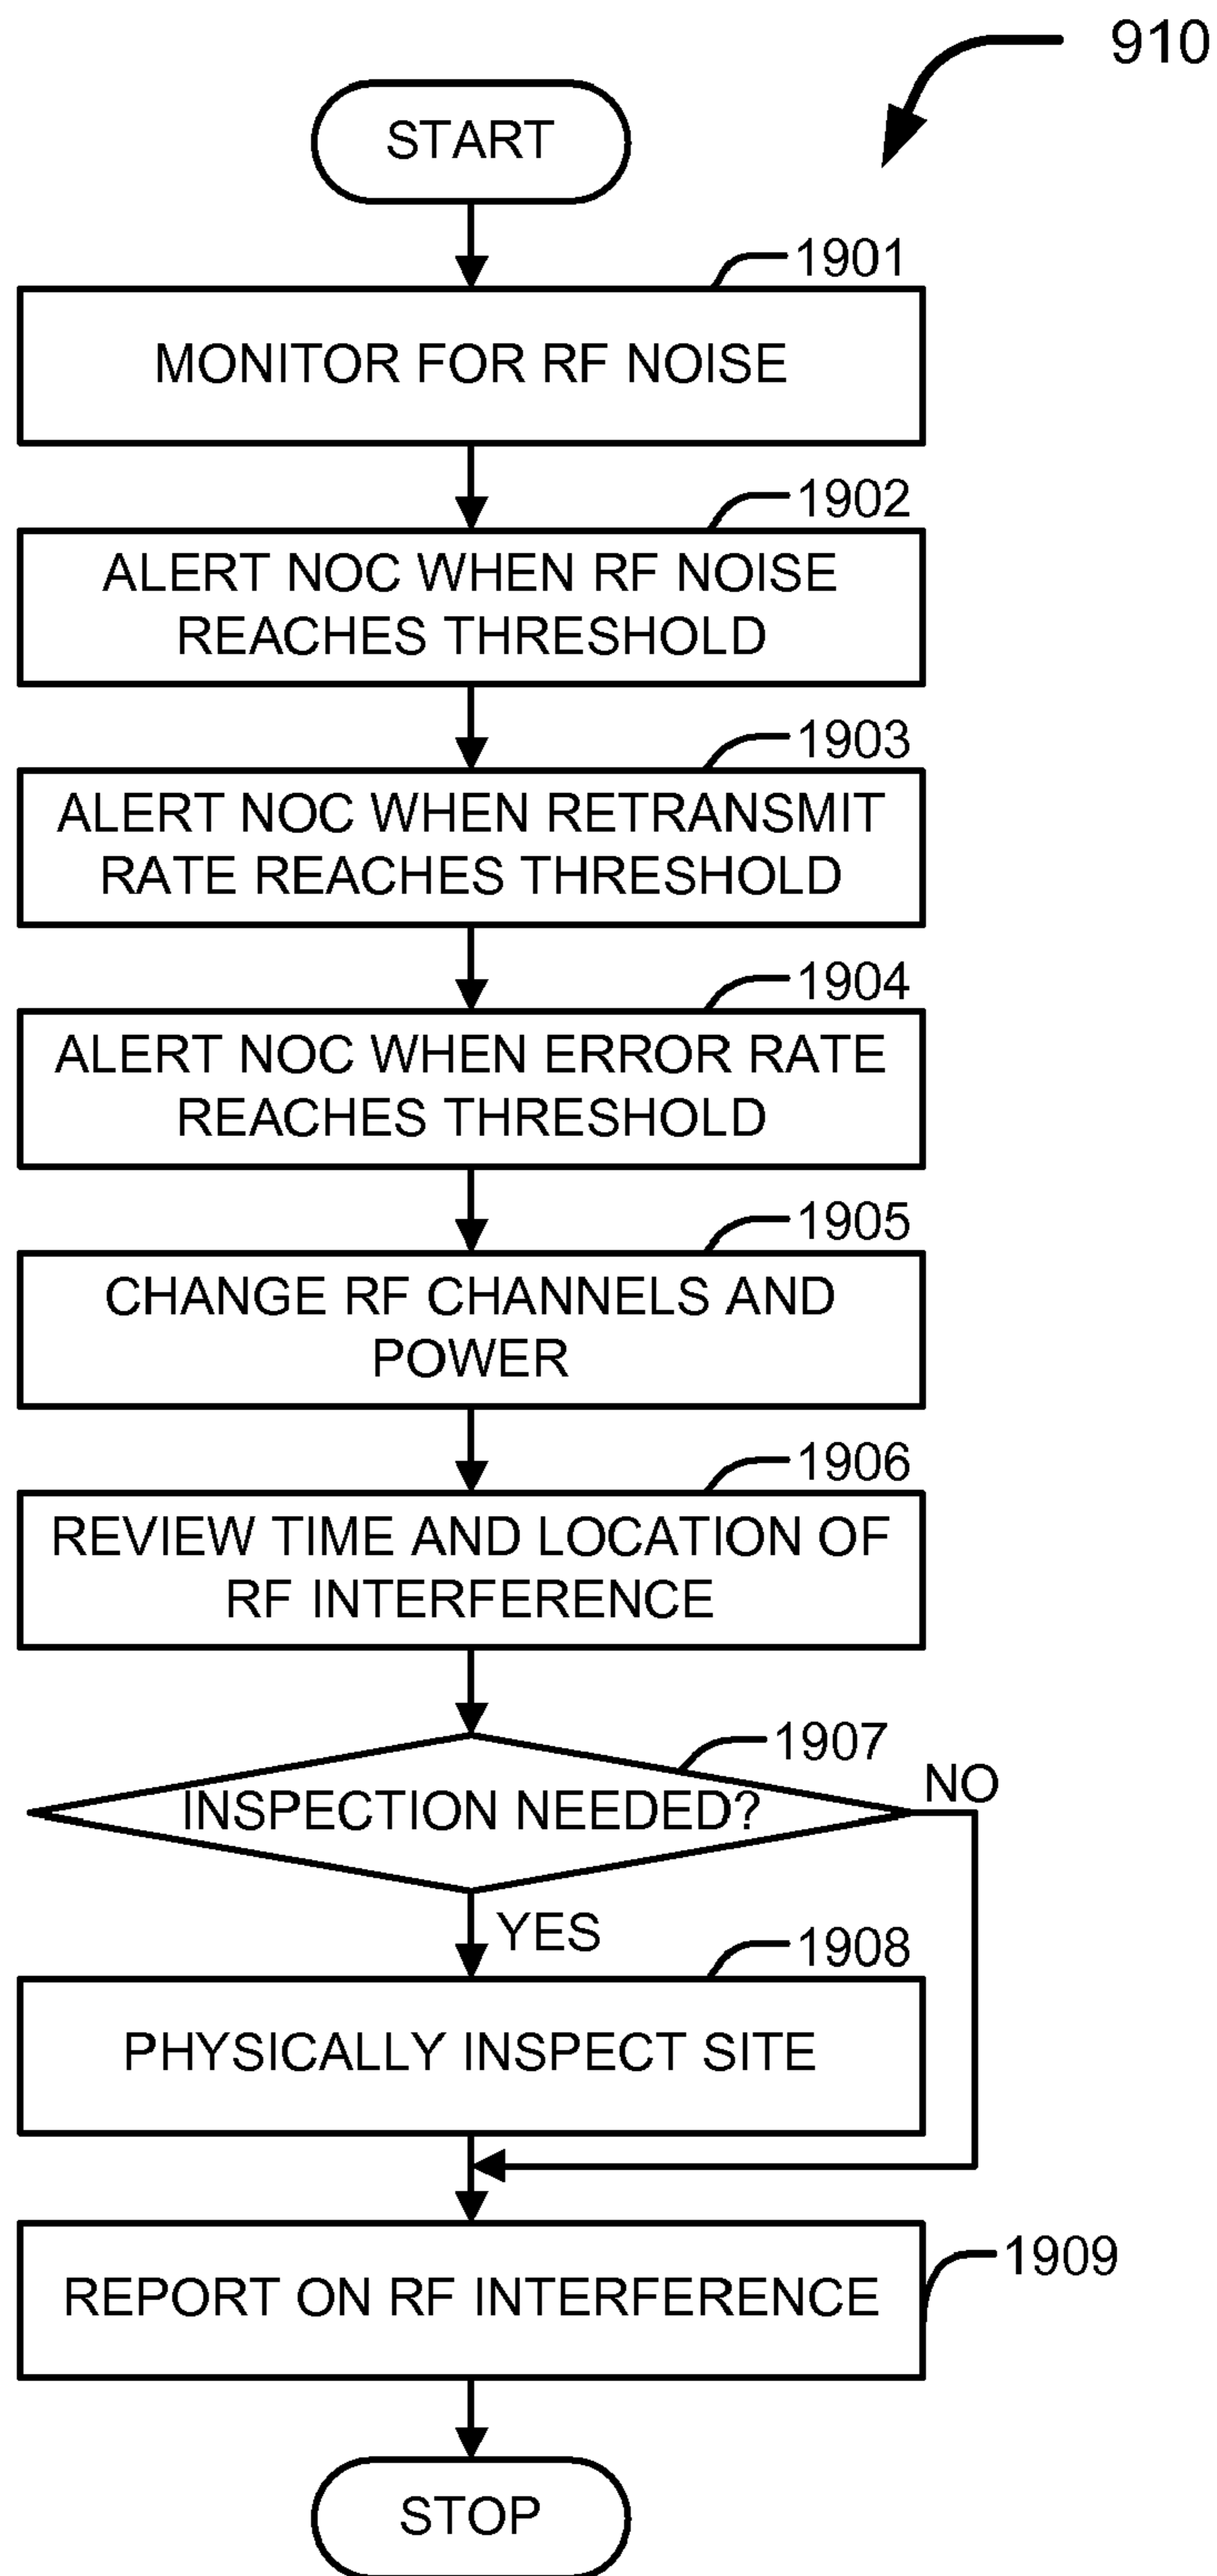 910
START
1901
MONITOR FOR RF NOISE
1902
ALERT NOC WHEN RF NOISE
REACHES THRESHOLD
1903
ALERT NOC WHEN RETRANSMIT
RATE REACHES THRESHOLD
1904
ALERT NOC WHEN ERROR RATE
REACHES THRESHOLD
1905
CHANGE RF CHANNELS AND
POWER
1906
REVIEW TIME AND LOCATION OF
RF INTERFERENCE
1907
NO
INSPECTION NEEDED?
YES
1908
PHYSICALLY INSPECT SITE
1909
REPORT ON RF INTERFERENCE
STOP